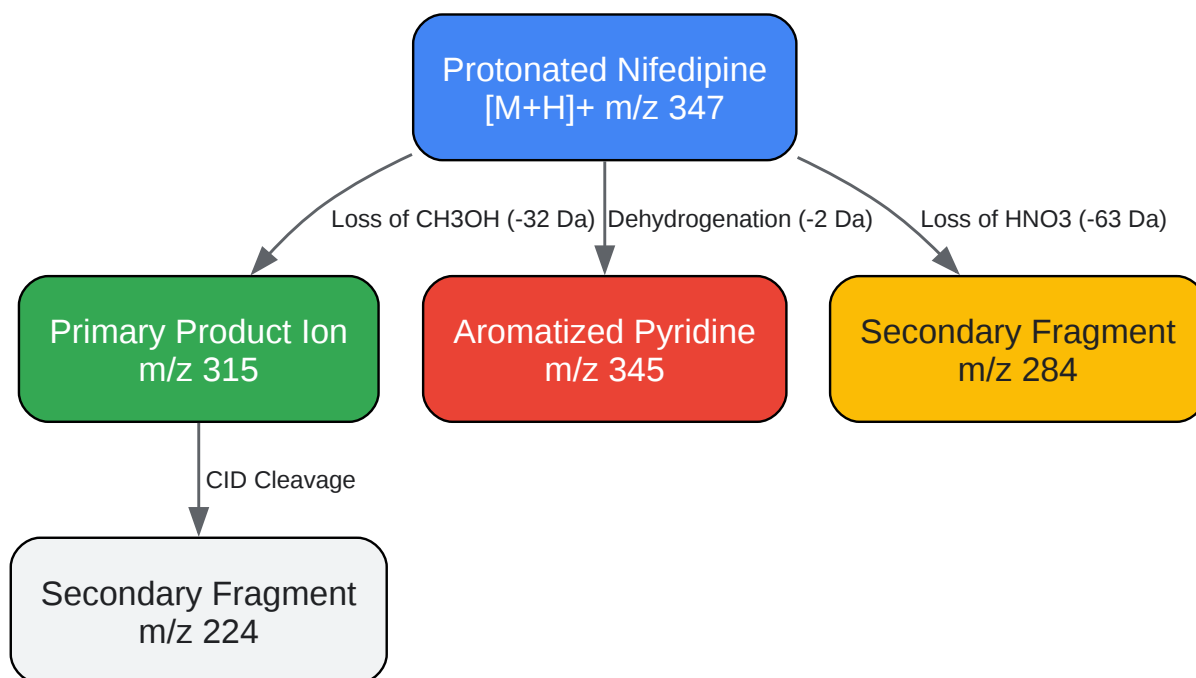 Protonated Nifedipine
[M+H]+ m/z 347
Loss of CH3OH (-32 Da)
Dehydrogenation (-2 Da)
Loss of HNO3 (-63 Da)
Primary Product Ion
m/z 315
Aromatized Pyridine
m/z 345
Secondary Fragment
m/z 284
CID Cleavage
Secondary Fragment
m/z 224